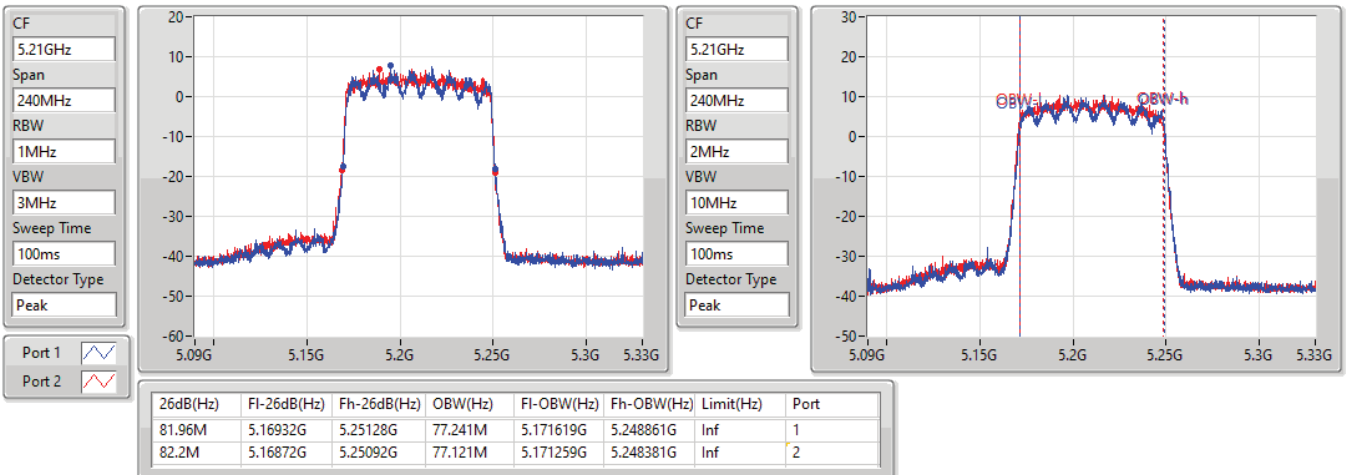 CF
5.21GHz
Span
240MHz
RBW
1MHz
VBW
3MHz
Sweep Time
100ms
Detector Type
Peak
Port 1
Port 2
20
10
0
-10
-20
-30
-40
-50
-60
5.09G 5.15G 5.2G 5.25G 5.3G 5.33G
CF
5.21GHz
Span
240MHz
RBW
2MHz
VBW
10MHz
Sweep Time
100ms
Detector Type
Peak
30
20
10
0
-10
-20
-30
-40
-50
OBW-l OBW-h
5.09G 5.15G 5.2G 5.25G 5.3G 5.33G
26dB(Hz) Fl-26dB(Hz) Fh-26dB(Hz) OBW(Hz) Fl-OBW(Hz) Fh-OBW(Hz) Limit(Hz) Port
81.96M 5.16932G 5.25128G 77.241M 5.171619G 5.248861G Inf 1
82.2M 5.16872G 5.25092G 77.121M 5.171259G 5.248381G Inf 2